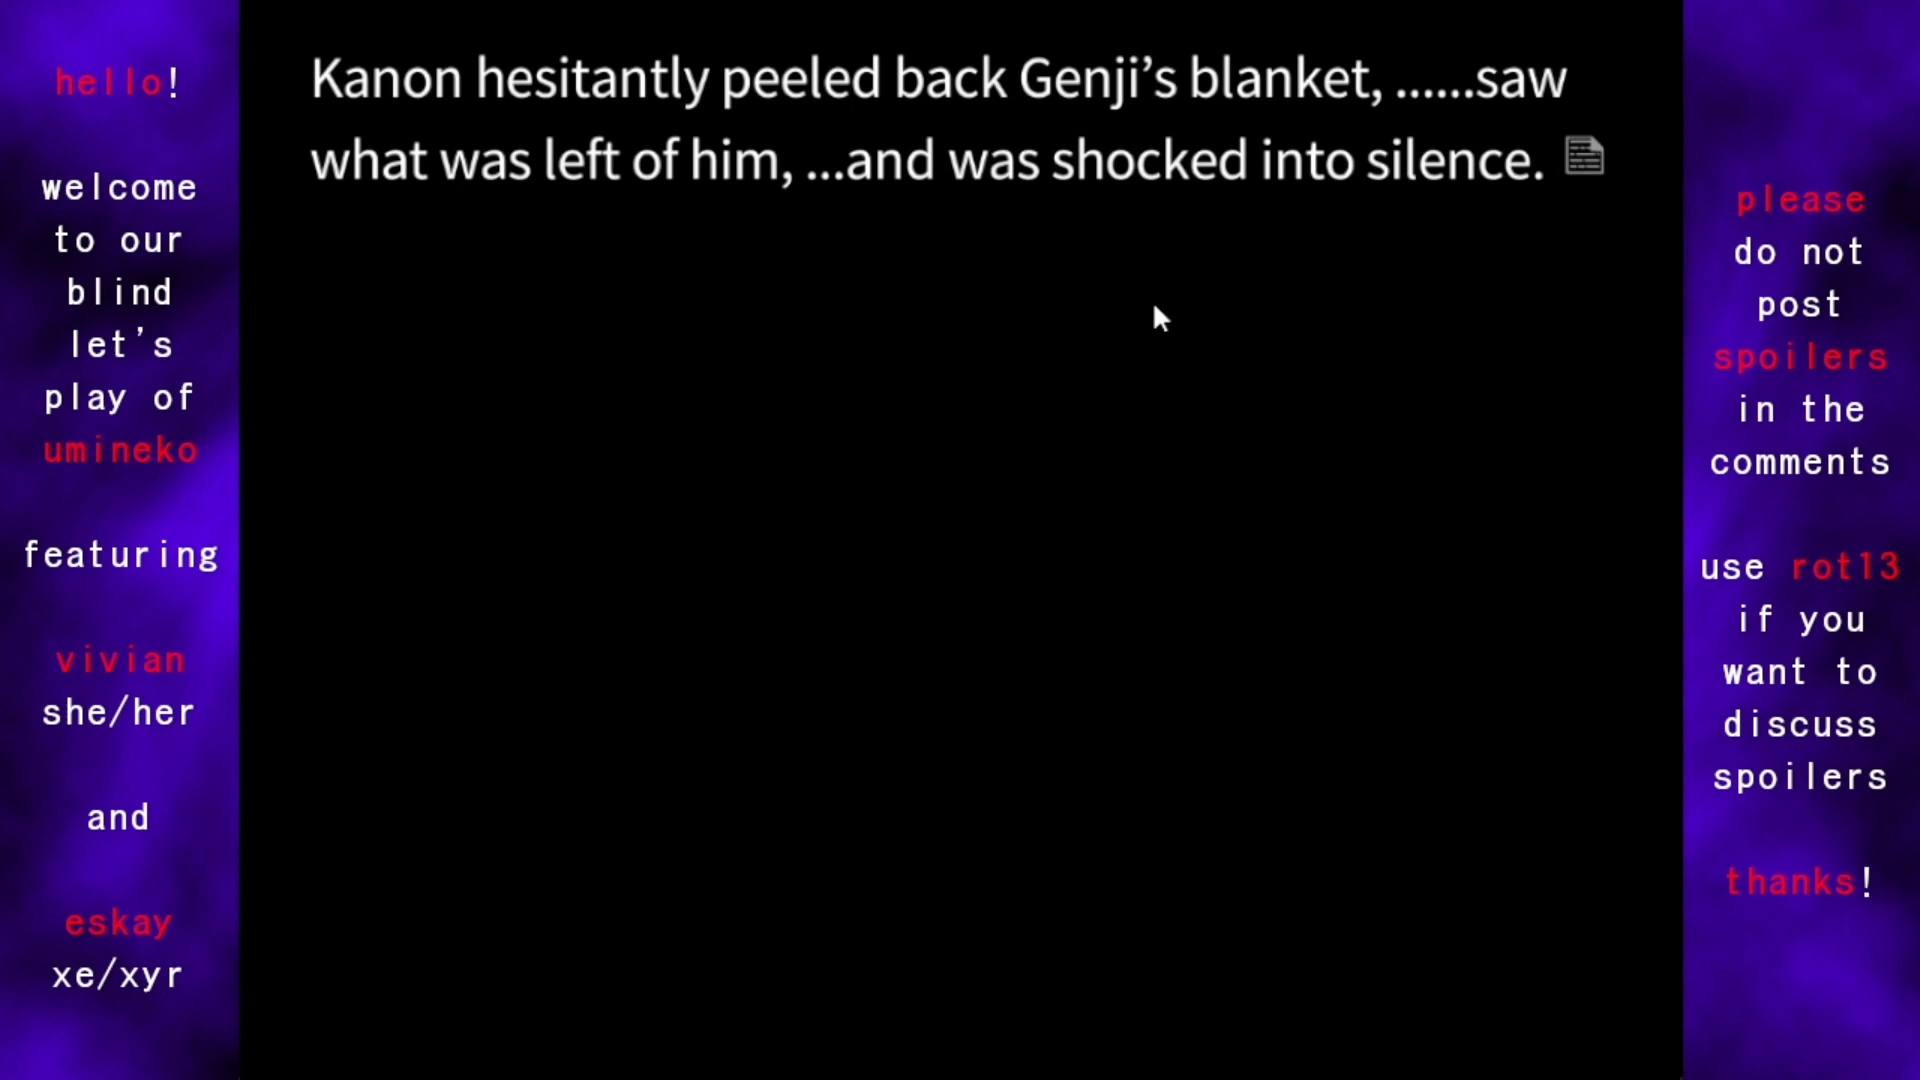 hello!
welcome
to our
blind
let's
play of
umineko
featuring
vivian
she/her
and
eskay
xe/xyr
Kanon hesitantly peeled back Genji’s blanket, ......saw
what was left of him, ...and was shocked into silence.
please
do not
post
spoilers
in the
comments
use rot13
if you
want to
discuss
spoilers
thanks!